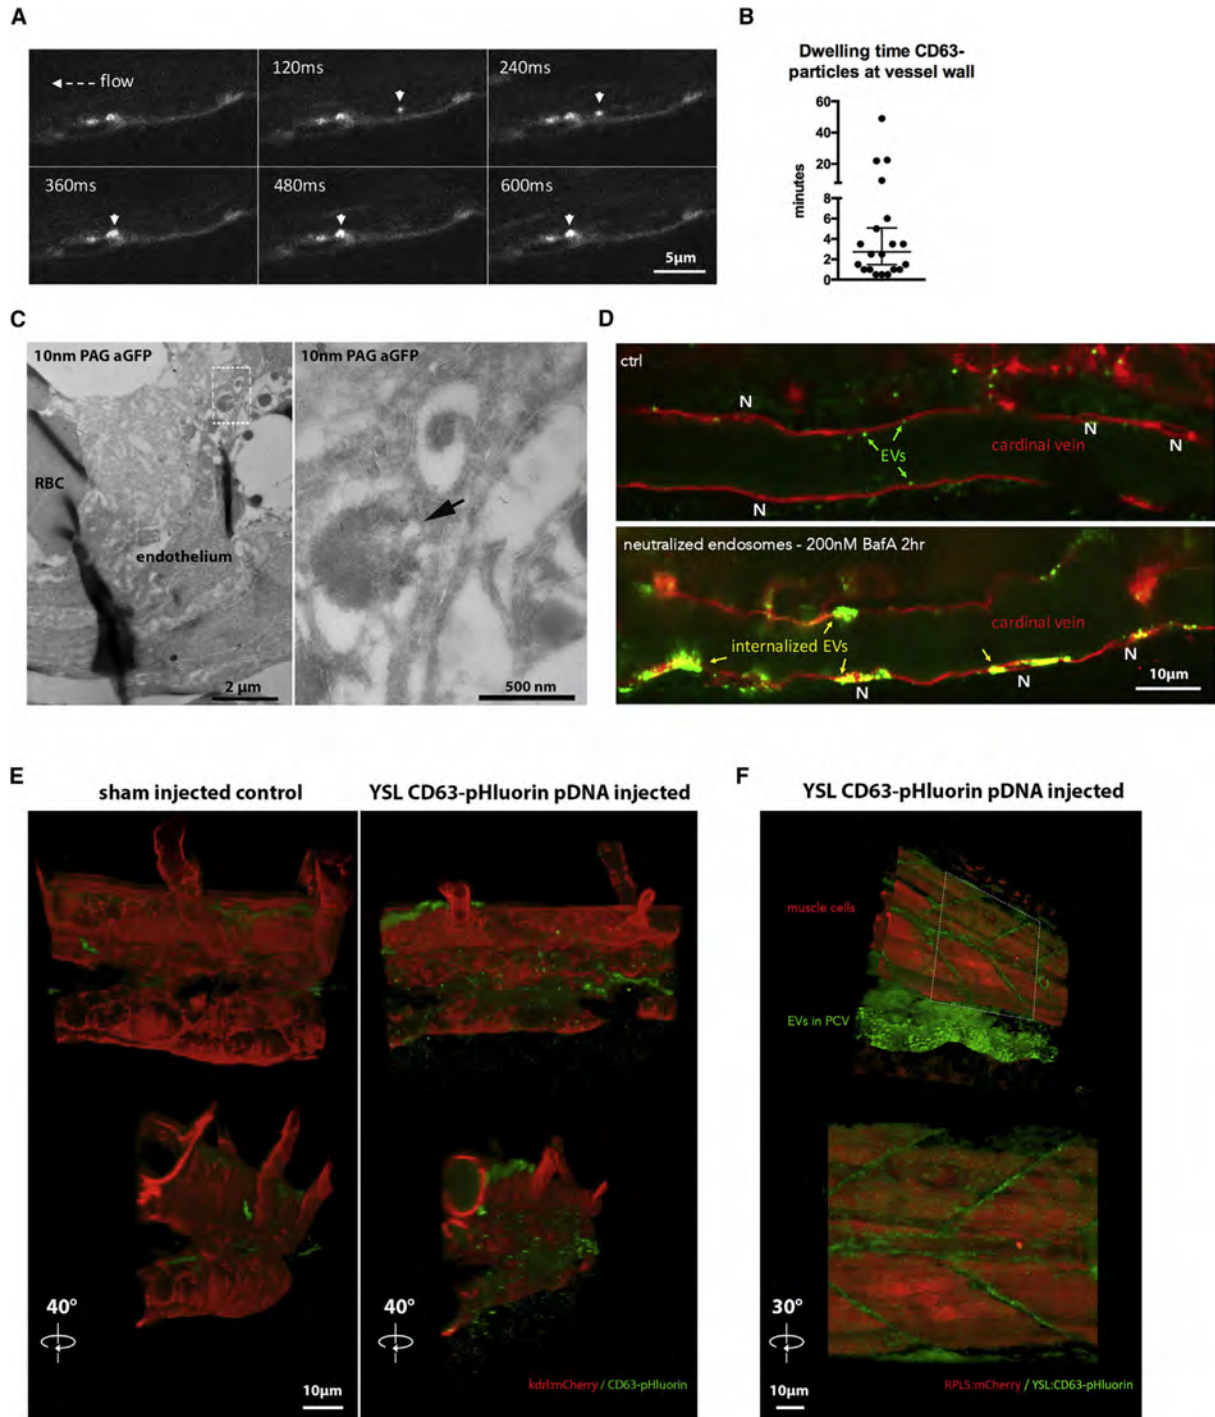 A
flow
120ms
240ms
360ms
480ms
600ms
5μm
B
Dwelling time CD63-
particles at vessel wall
minutes
60
40
20
8
6
4
2
0
C
10nm PAG aGFP
RBC
endothelium
2 μm
10nm PAG aGFP
500 nm
D
ctrl
N
N
N
cardinal vein
EVs
N
neutralized endosomes - 200nM BafA 2hr
cardinal vein
internalized EVs
N
N
N
10μm
E
sham injected control
YSL CD63-pHluorin pDNA injected
40°
40°
10μm
kdrl:mCherry / CD63-pHluorin
F
YSL CD63-pHluorin pDNA injected
muscle cells
EVs in PCV
30°
10μm
RPL5:mCherry / YSL:CD63-pHluorin